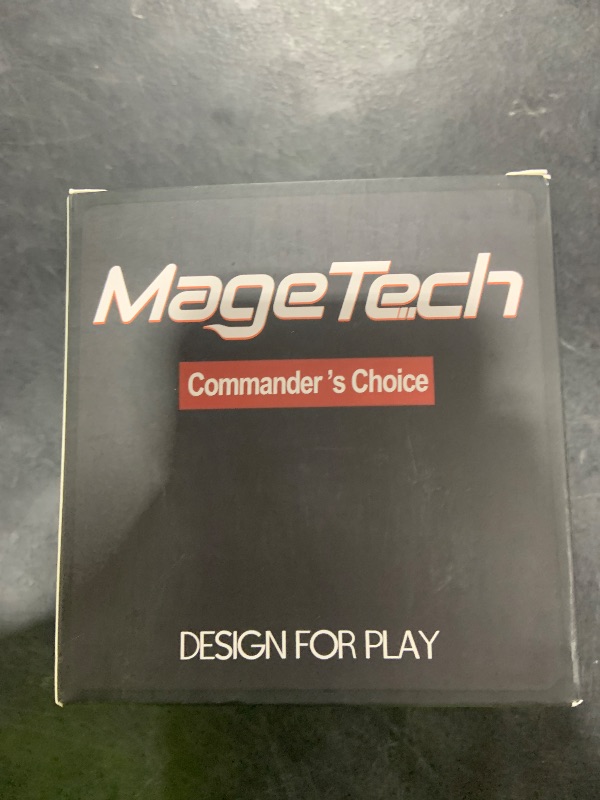 MageTech
Commander's Choice
DESIGN FOR PLAY